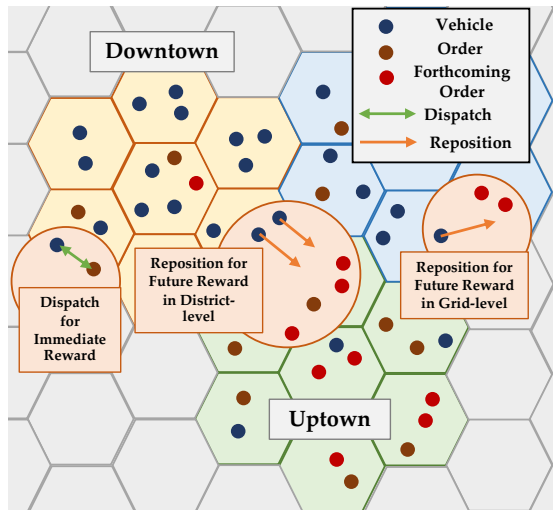 Downtown
Vehicle
Order
Forthcoming
Order
Dispatch
Reposition
Reposition for
Future Reward
in District-
level
Reposition for
Future Reward
in Grid-level
Dispatch
for
Immediate
Reward
Uptown